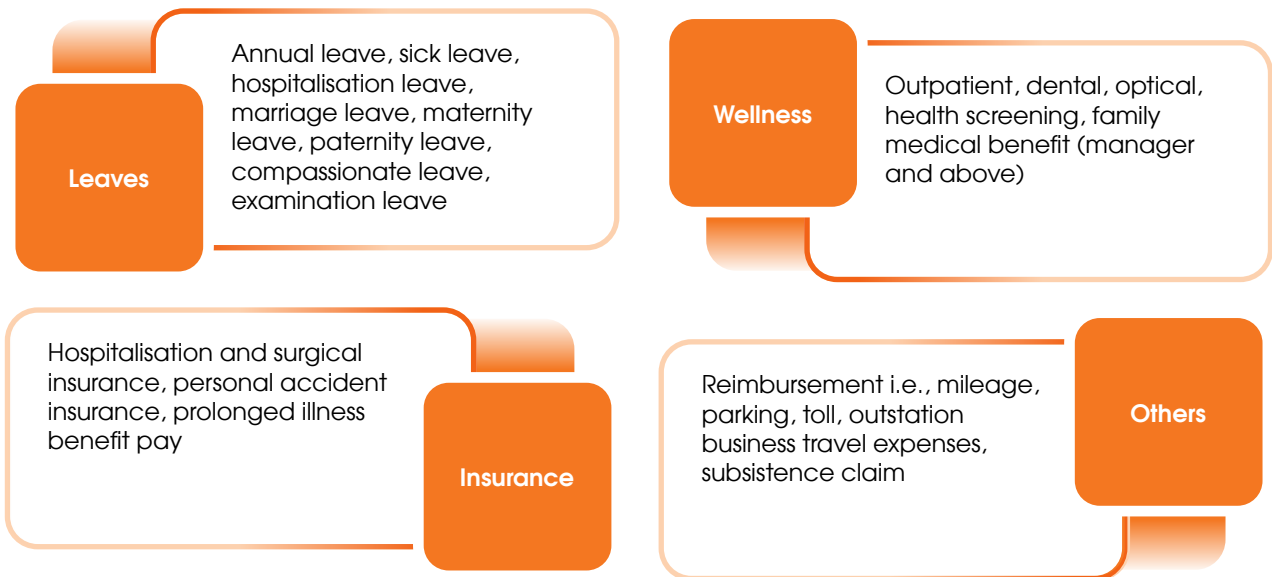 Leaves
Annual leave, sick leave,
hospitalisation leave,
marriage leave, maternity
leave, paternity leave,
compassionate leave,
examination leave
Wellness
Outpatient, dental, optical,
health screening, family
medical benefit (manager
and above)
Hospitalisation and surgical
insurance, personal accident
insurance, prolonged illness
benefit pay
Insurance
Reimbursement i.e., mileage,
parking, toll, outstation
business travel expenses,
subsistence claim
Others